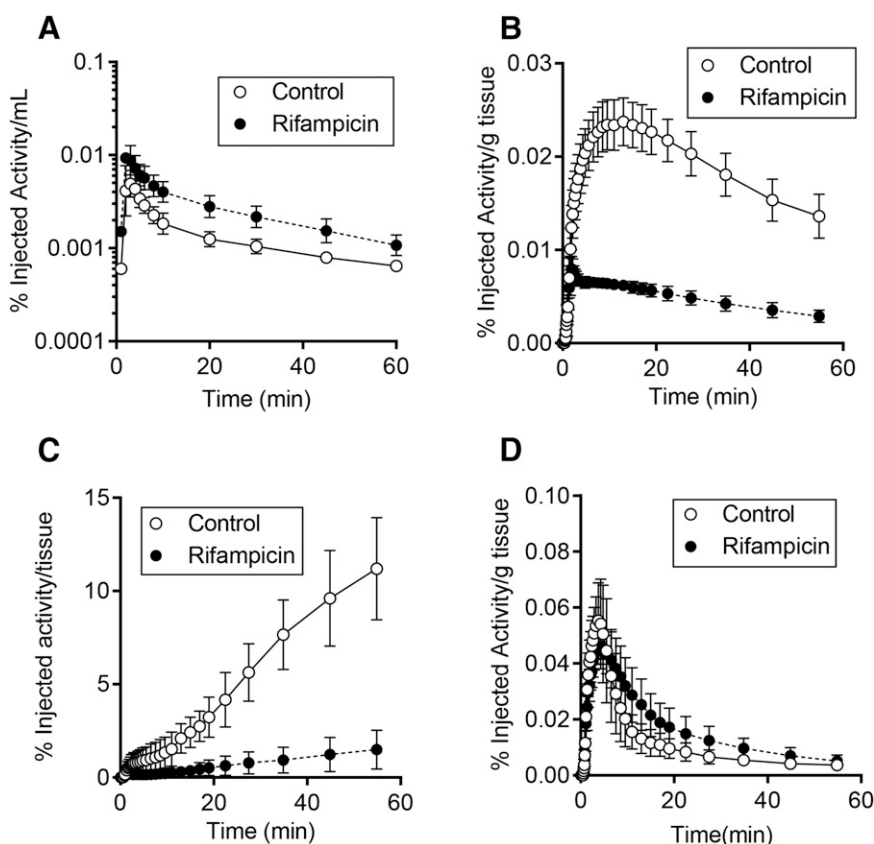 A
% Injected Activity/mL
0.1
0.01
0.001
0.0001
Control
Rifampicin
0 20 40 60
Time (min)
B
% Injected Activity/g tissue
0.03
0.02
0.01
0.00
Control
Rifampicin
0 20 40 60
Time (min)
C
% Injected activity/tissue
15
10
5
0
Control
Rifampicin
0 20 40 60
Time (min)
D
% Injected Activity/g tissue
0.10
0.08
0.06
0.04
0.02
0.00
Control
Rifampicin
0 20 40 60
Time(min)